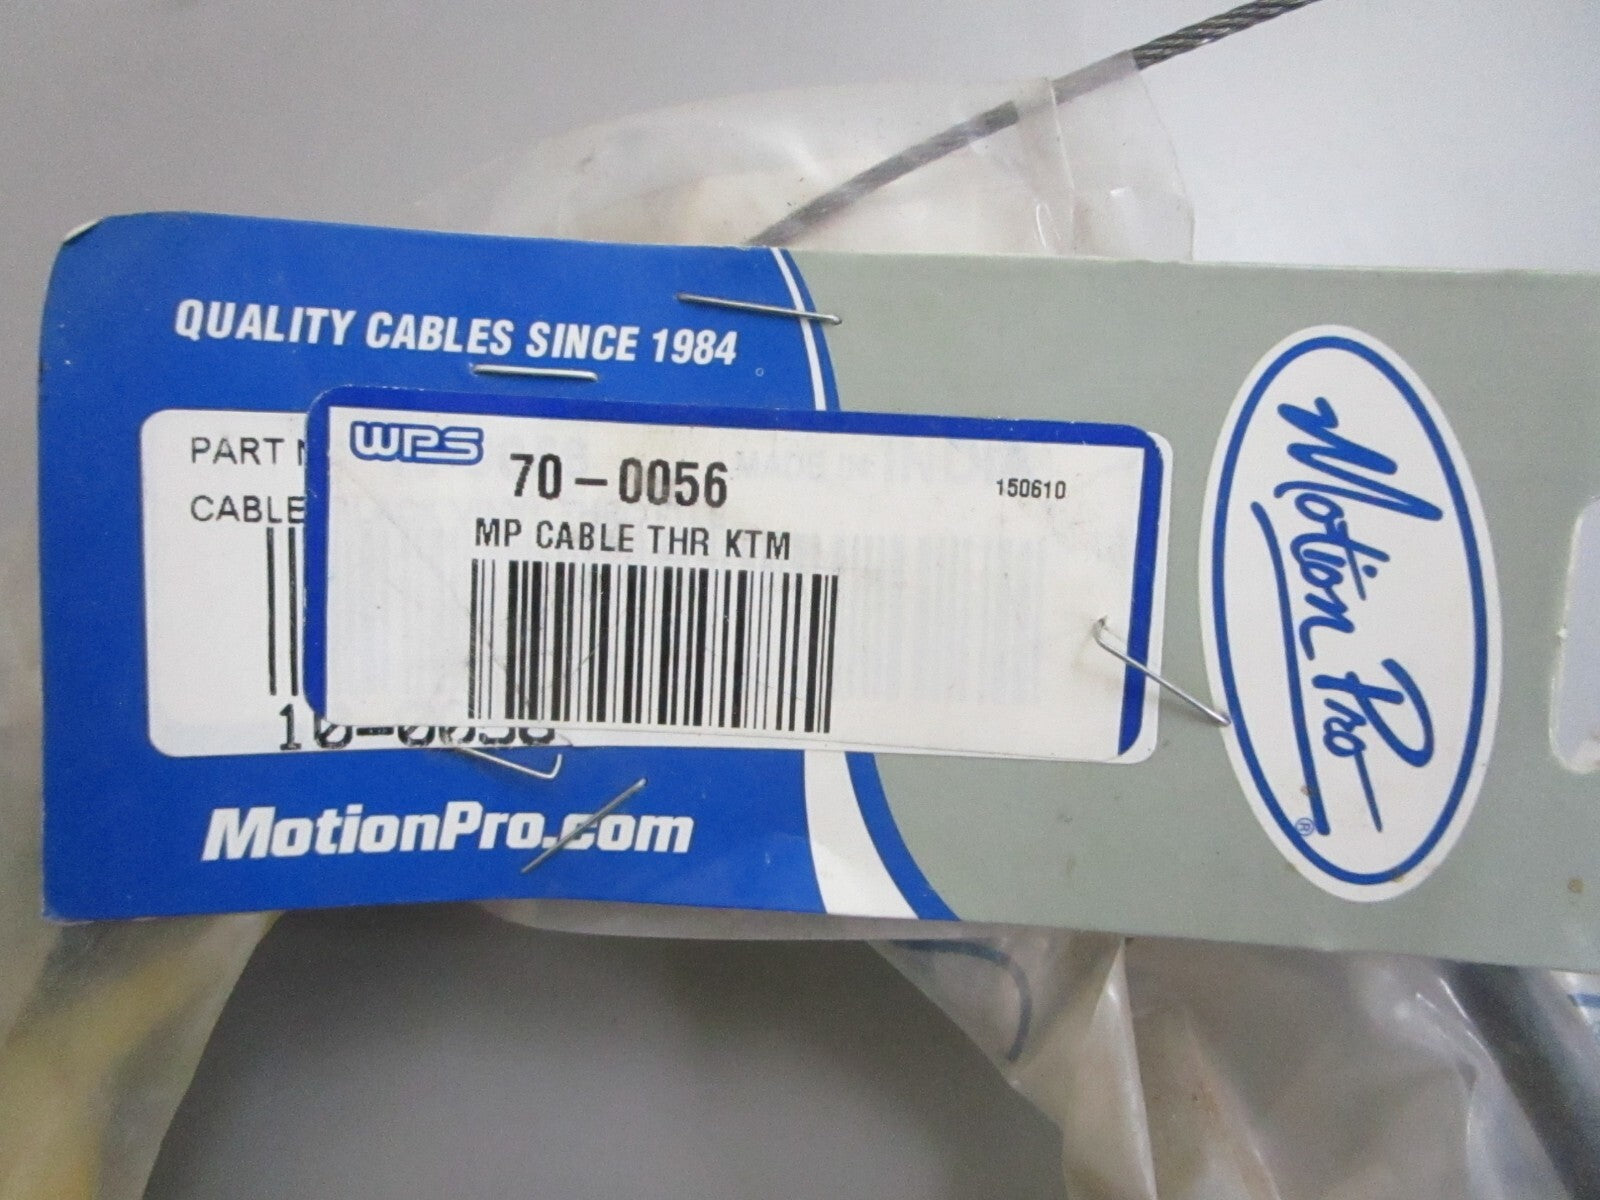 QUALITY CABLES SINCE 1984
PART
CABLE
WPS
70-0056
150610
MP CABLE THR KTM
MotionPro.com
Motion Pro
®